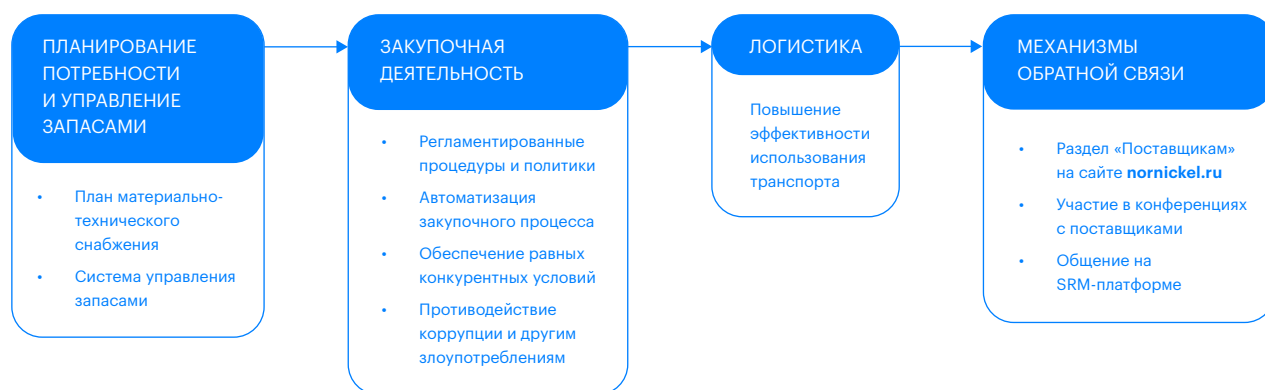 ПЛАНИРОВАНИЕ
ПОТРЕБНОСТИ
И УПРАВЛЕНИЕ
ЗАПАСАМИ
• План материально-
технического
снабжения
• Система управления
запасами
ЗАКУПОЧНАЯ
ДЕЯТЕЛЬНОСТЬ
• Регламентированные
процедуры и политики
• Автоматизация
закупочного процесса
• Обеспечение равных
конкурентных условий
• Противодействие
коррупции и другим
злоупотреблениям
ЛОГИСТИКА
Повышение
эффективности
использования
транспорта
МЕХАНИЗМЫ
ОБРАТНОЙ СВЯЗИ
• Раздел «Поставщикам»
на сайте nornickel.ru
• Участие в конференциях
с поставщиками
• Общение на
SRM-платформе